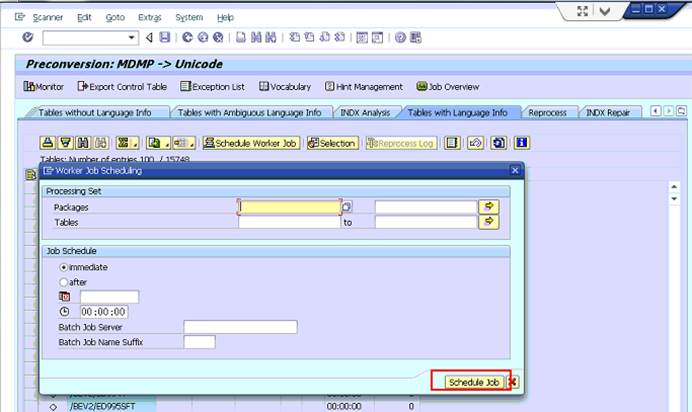 Scanner Edit Goto Extras System Help
Preconversion: MDMP -> Unicode
Monitor Export Control Table Exception List Vocabulary Hint Management Job Overview
Tables without Language Info Tables with Ambiguous Language Info INDX Analysis Tables with Language Info Reprocess INDX Repair
Schedule Worker Job Selection Reprocess Log
Tables: Number of entries 100 / 15748
Worker Job Scheduling
Processing Set
Packages
Tables to
Job Schedule
immediate
after
00:00:00
Batch Job Server
Batch Job Name Suffix
Schedule Job
00:00:00 0
/BEV2/ED995SFT 00:00:00 0